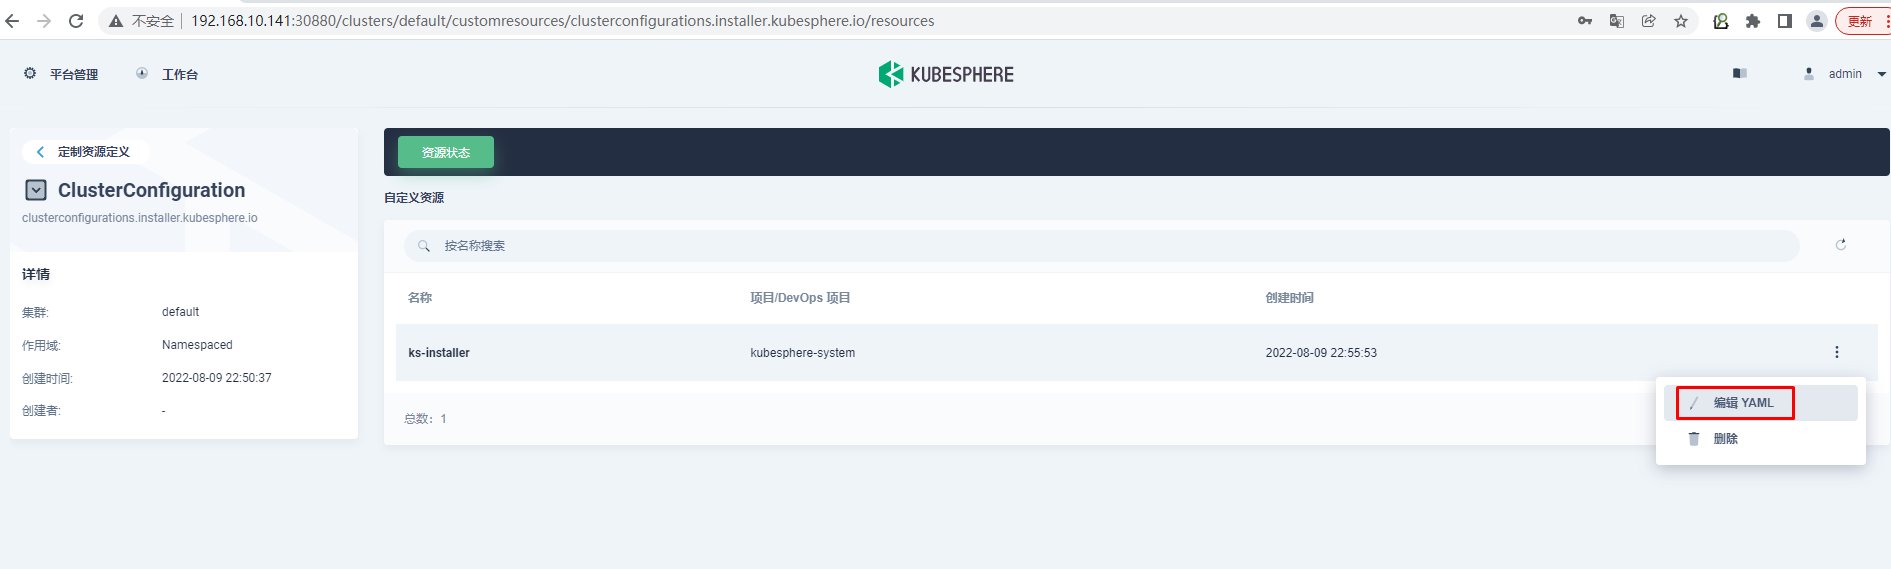 不安全 192.168.10.141:30880/clusters/default/customresources/clusterconfigurations.installer.kubesphere.io/resources
更新
平台管理
工作台
KUBESPHERE
admin
定制资源定义
ClusterConfiguration
clusterconfigurations.installer.kubesphere.io
详情
集群: default
作用域: Namespaced
创建时间: 2022-08-09 22:50:37
创建者: -
资源状态
自定义资源
按名称搜索
名称 项目/DevOps 项目 创建时间
ks-installer kubesphere-system 2022-08-09 22:55:53
编辑 YAML
删除
总数：1